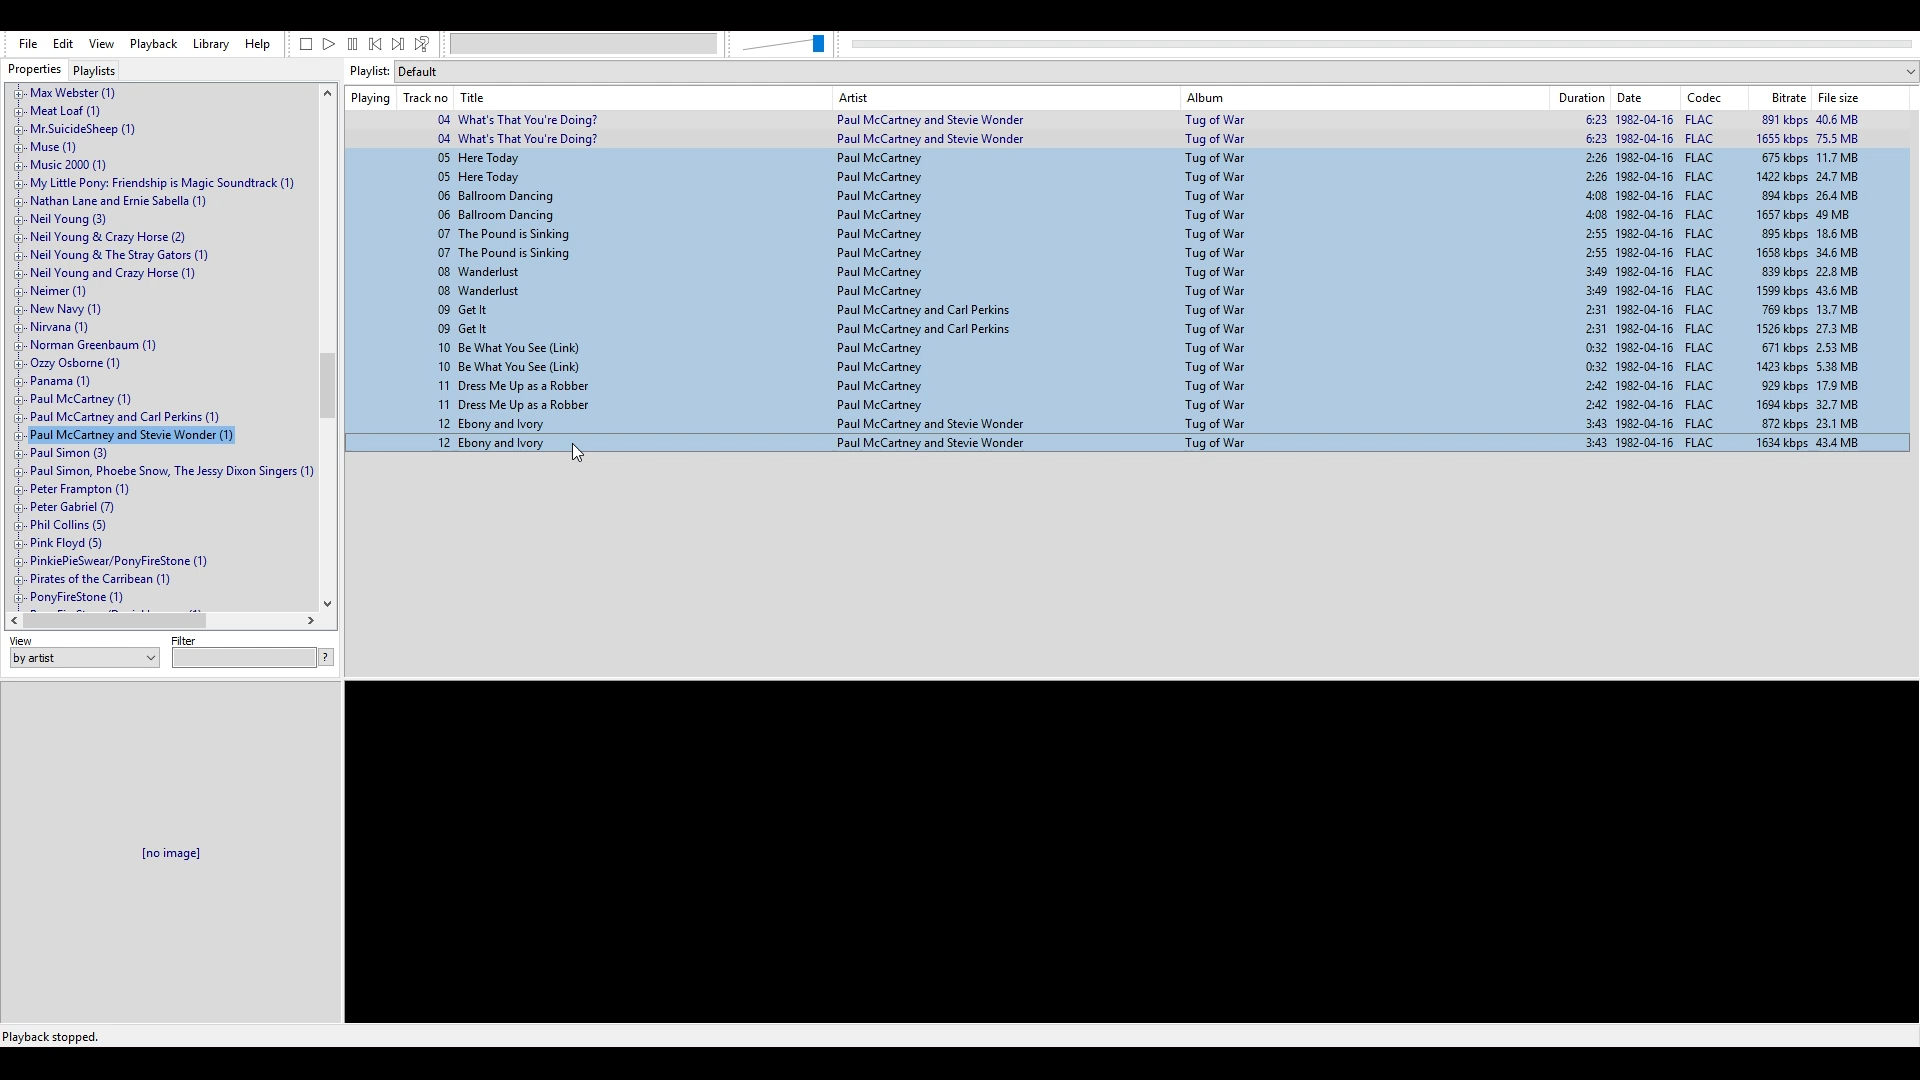 File Edit View Playback Library Help
Properties Playlists
Max Webster (1)
Meat Loaf (1)
Mr.SuicideSheep (1)
Muse (1)
Music 2000 (1)
My Little Pony: Friendship is Magic Soundtrack (1)
Nathan Lane and Ernie Sabella (1)
Neil Young (3)
Neil Young & Crazy Horse (2)
Neil Young & The Stray Gators (1)
Neil Young and Crazy Horse (1)
Neimer (1)
New Navy (1)
Nirvana (1)
Norman Greenbaum (1)
Ozzy Osborne (1)
Panama (1)
Paul McCartney (1)
Paul McCartney and Carl Perkins (1)
Paul McCartney and Stevie Wonder (1)
Paul Simon (3)
Paul Simon, Phoebe Snow, The Jessy Dixon Singers (1)
Peter Frampton (1)
Peter Gabriel (7)
Phil Collins (5)
Pink Floyd (5)
PinkiePieSwear/PonyFireStone (1)
Pirates of the Carribean (1)
PonyFireStone (1)
View Filter
by artist ?
[no image]
Playlist: Default
Playing Track no Title Artist Album Duration Date Codec Bitrate File size
04 What's That You're Doing? Paul McCartney and Stevie Wonder Tug of War 6:23 1982-04-16 FLAC 891 kbps 40.6 MB
04 What's That You're Doing? Paul McCartney and Stevie Wonder Tug of War 6:23 1982-04-16 FLAC 1655 kbps 75.5 MB
05 Here Today Paul McCartney Tug of War 2:26 1982-04-16 FLAC 675 kbps 11.7 MB
05 Here Today Paul McCartney Tug of War 2:26 1982-04-16 FLAC 1422 kbps 24.7 MB
06 Ballroom Dancing Paul McCartney Tug of War 4:08 1982-04-16 FLAC 894 kbps 26.4 MB
06 Ballroom Dancing Paul McCartney Tug of War 4:08 1982-04-16 FLAC 1657 kbps 49 MB
07 The Pound is Sinking Paul McCartney Tug of War 2:55 1982-04-16 FLAC 895 kbps 18.6 MB
07 The Pound is Sinking Paul McCartney Tug of War 2:55 1982-04-16 FLAC 1658 kbps 34.6 MB
08 Wanderlust Paul McCartney Tug of War 3:49 1982-04-16 FLAC 839 kbps 22.8 MB
08 Wanderlust Paul McCartney Tug of War 3:49 1982-04-16 FLAC 1599 kbps 43.6 MB
09 Get It Paul McCartney and Carl Perkins Tug of War 2:31 1982-04-16 FLAC 769 kbps 13.7 MB
09 Get It Paul McCartney and Carl Perkins Tug of War 2:31 1982-04-16 FLAC 1526 kbps 27.3 MB
10 Be What You See (Link) Paul McCartney Tug of War 0:32 1982-04-16 FLAC 671 kbps 2.53 MB
10 Be What You See (Link) Paul McCartney Tug of War 0:32 1982-04-16 FLAC 1423 kbps 5.38 MB
11 Dress Me Up as a Robber Paul McCartney Tug of War 2:42 1982-04-16 FLAC 929 kbps 17.9 MB
11 Dress Me Up as a Robber Paul McCartney Tug of War 2:42 1982-04-16 FLAC 1694 kbps 32.7 MB
12 Ebony and Ivory Paul McCartney and Stevie Wonder Tug of War 3:43 1982-04-16 FLAC 872 kbps 23.1 MB
12 Ebony and Ivory Paul McCartney and Stevie Wonder Tug of War 3:43 1982-04-16 FLAC 1634 kbps 43.4 MB
Playback stopped.